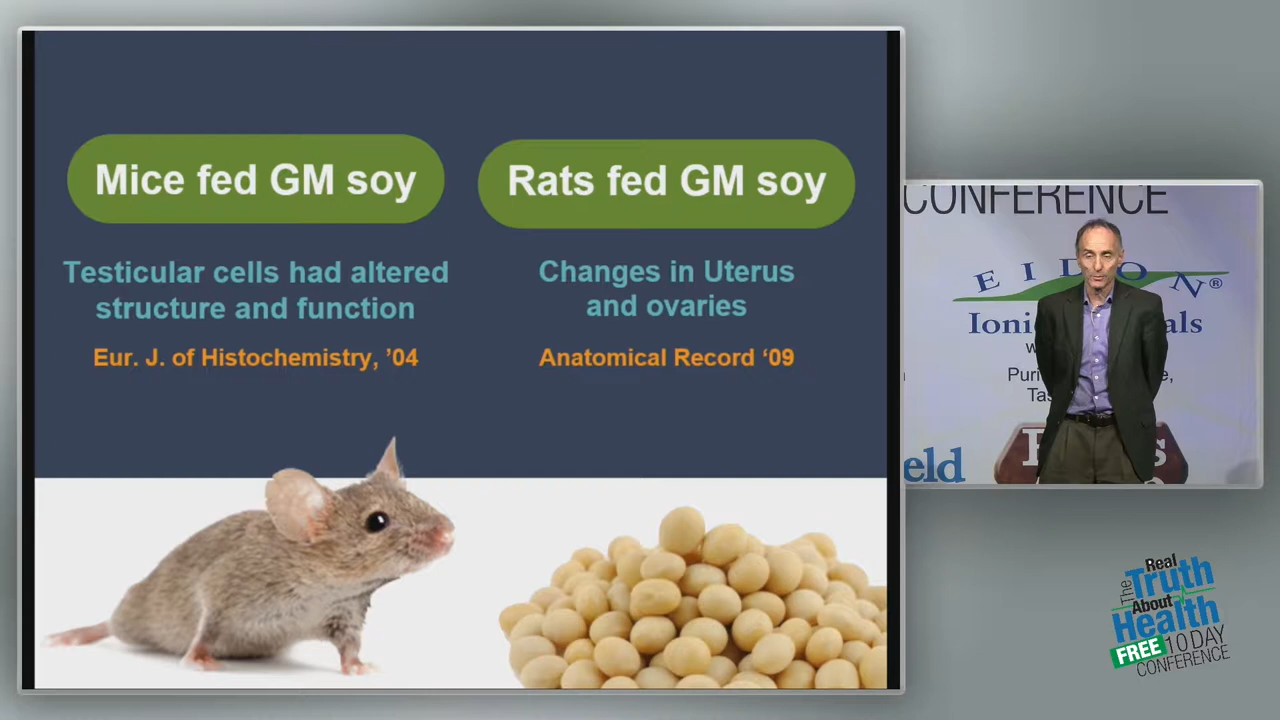 Mice fed GM soy
Testicular cells had altered
structure and function
Eur. J. of Histochemistry, ’04
Rats fed GM soy
Changes in Uterus
and ovaries
Anatomical Record ‘09
CONFERENCE
The
Real
Truth
About
Health
FREE 10 DAY
CONFERENCE